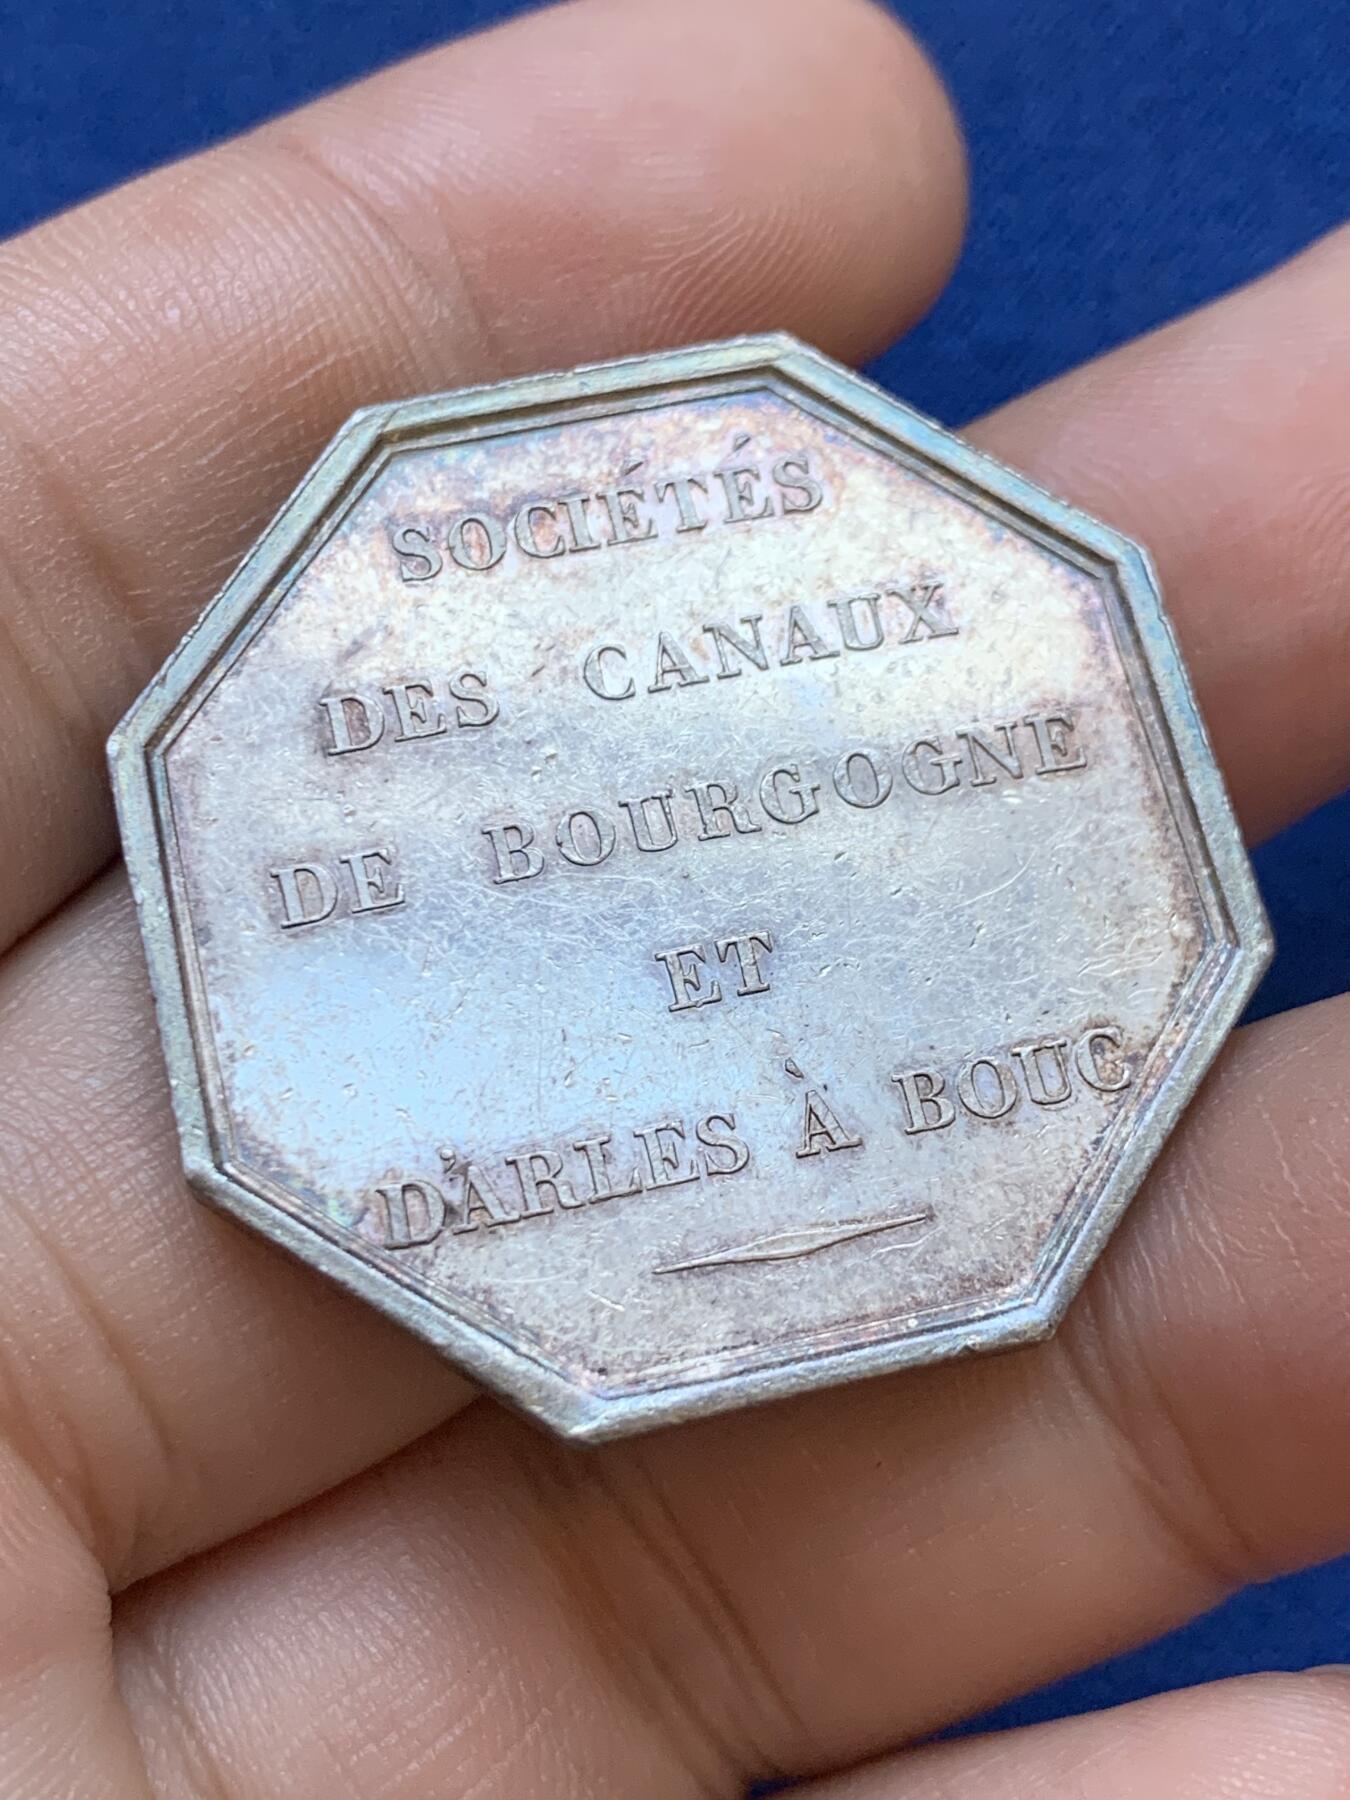 SOCIÉTÉS
DES CANAUX
DE BOURGOGNE
ET
D'ARLES À BOUC